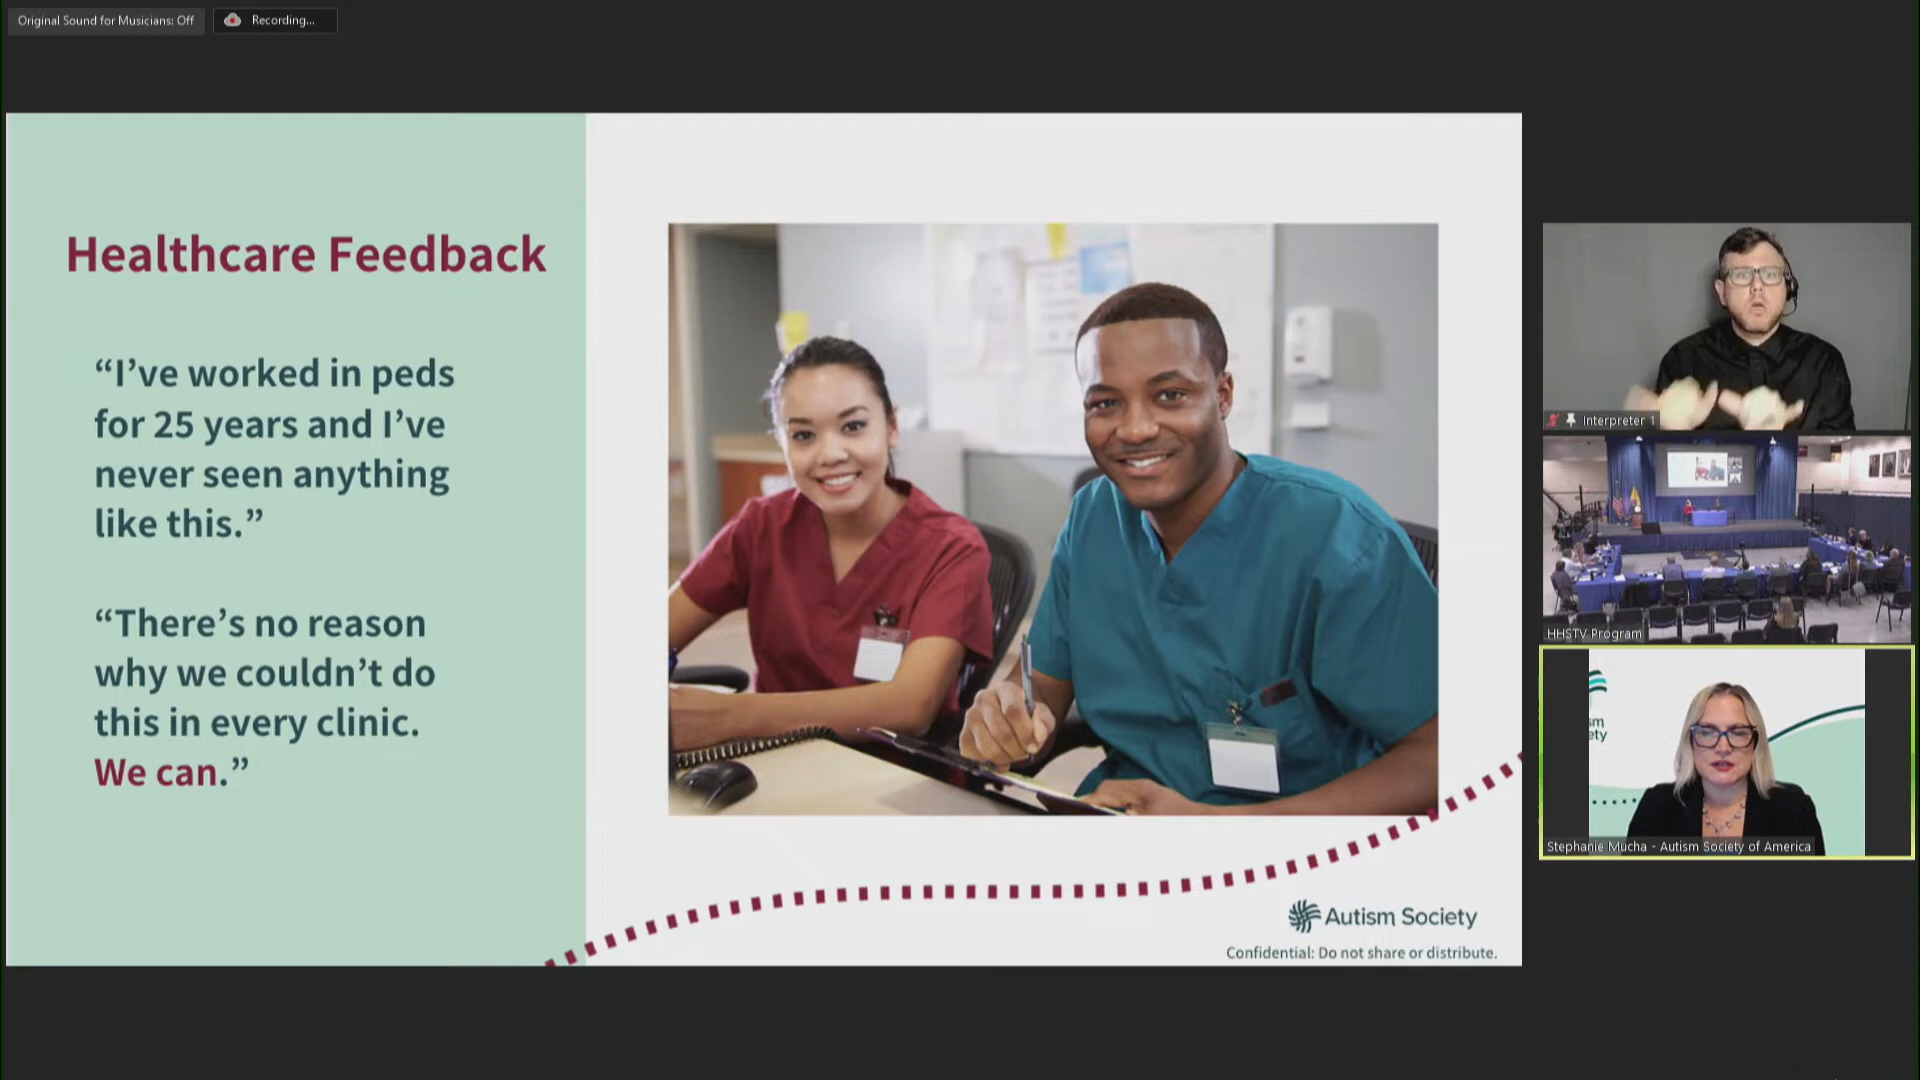 Original Sound for Musicians: Off
Recording...
Healthcare Feedback
“I’ve worked in peds
for 25 years and I’ve
never seen anything
like this.”
“There’s no reason
why we couldn’t do
this in every clinic.
We can.”
Autism Society
Confidential: Do not share or distribute.
Interpreter 1
HHSTV Program
sm
ety
Stephanie Mucha - Autism Society of America